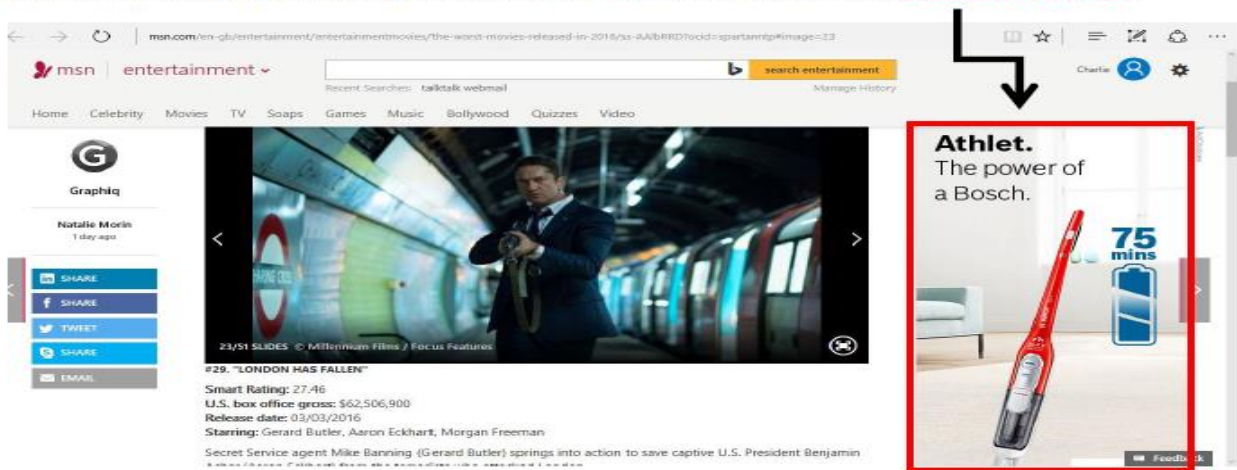 msn.com/en-gb/entertainment/entertainmentmovies/the-worst-movies-released-in-2016/ss-AAlbRRD?ocid=spartanntp#image=23
msn entertainment
search entertainment
Charlie
Recent Searches: talktalk webmail
Manage History
Home Celebrity Movies TV Soaps Games Music Bollywood Quizzes Video
G
Graphiq
Natalie Morin
1 day ago
SHARE
SHARE
TWEET
SHARE
EMAIL
CHARING CROSS
23/51 SLIDES © Millennium Films / Focus Features
#29. "LONDON HAS FALLEN"
Smart Rating: 27.46
U.S. box office gross: $62,506,900
Release date: 03/03/2016
Starring: Gerard Butler, Aaron Eckhart, Morgan Freeman
Secret Service agent Mike Banning (Gerard Butler) springs into action to save captive U.S. President Benjamin
Athlet.
The power of
a Bosch.
75
mins
AdChoices
Feedback